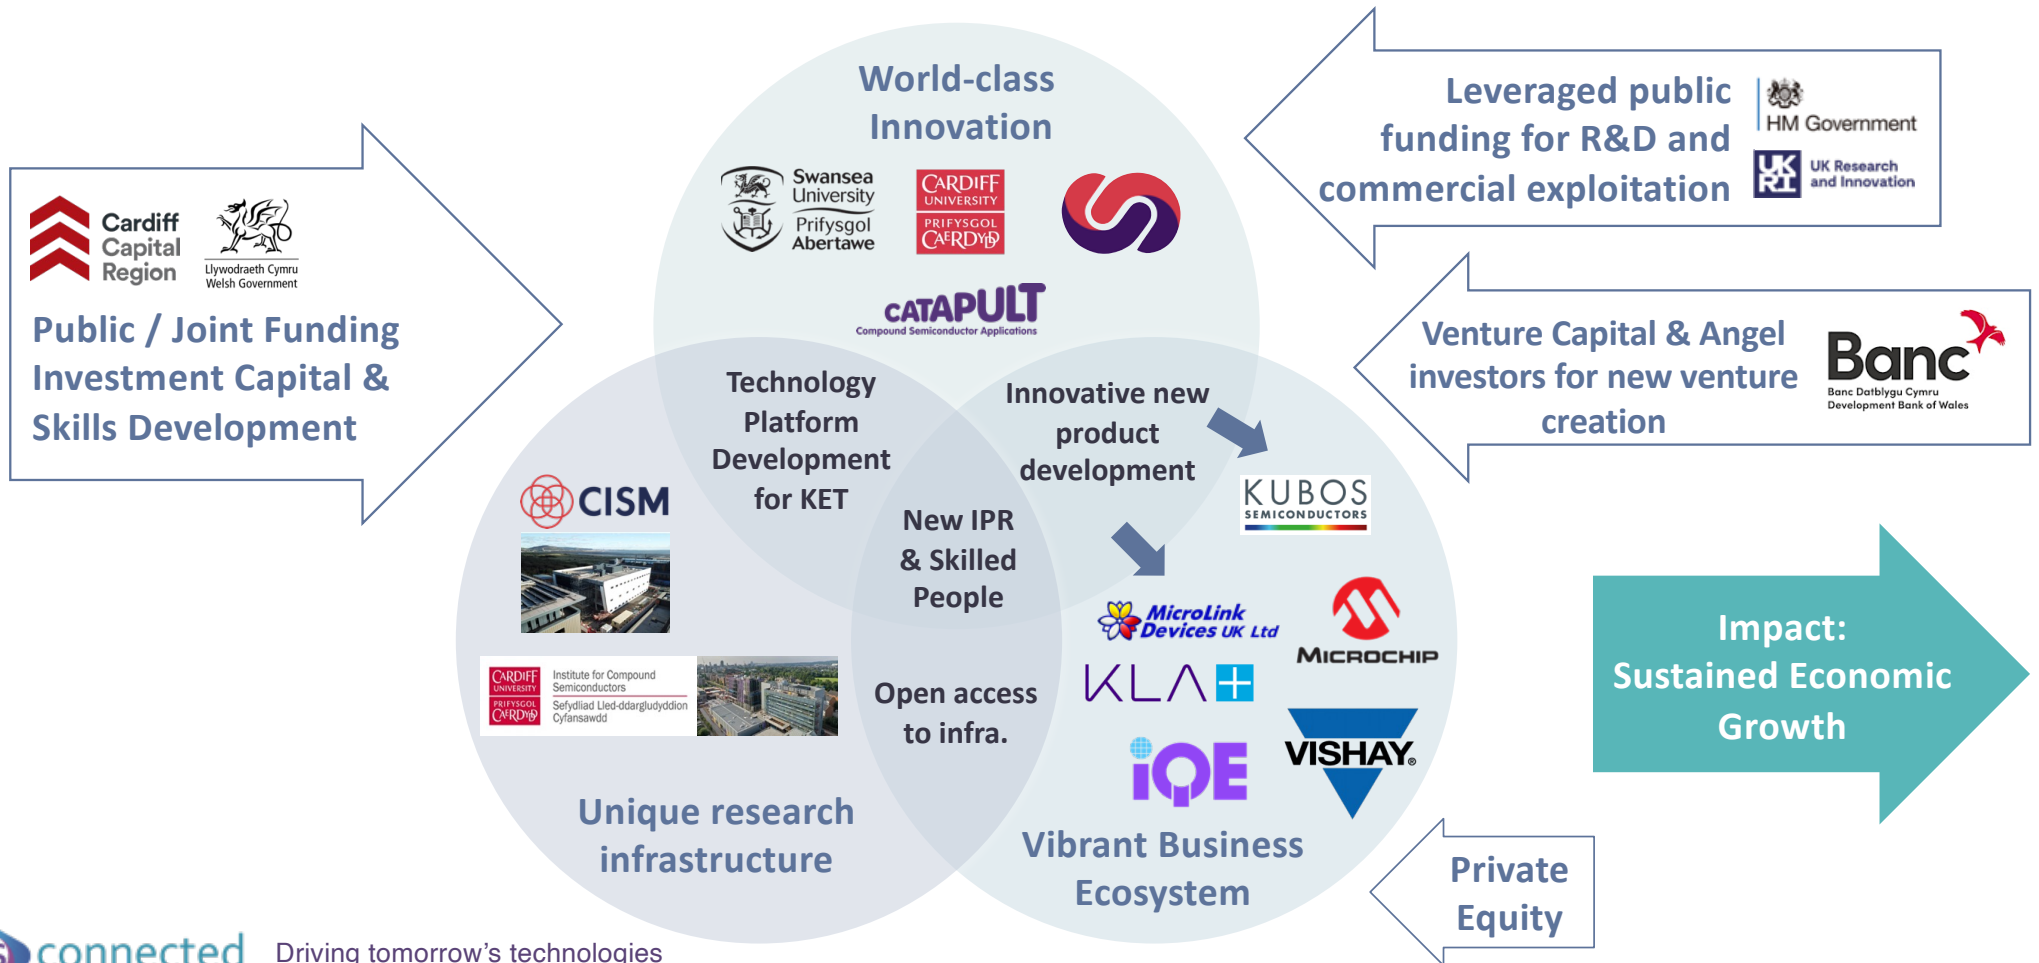 World-class
Innovation
Swansea
University
Prifysgol
Abertawe
CARDIFF
UNIVERSITY
PRIFYSGOL
CAERDYDD
CATAPULT
Compound Semiconductor Applications
Cardiff
Capital
Region
Llywodraeth Cymru
Welsh Government
Public / Joint Funding
Investment Capital &
Skills Development
Leveraged public
funding for R&D and
commercial exploitation
HM Government
UKRI
UK Research
and Innovation
Venture Capital & Angel
investors for new venture
creation
Banc
Banc Datblygu Cymru
Development Bank of Wales
Technology
Platform
Development
for KET
Innovative new
product
development
New IPR
& Skilled
People
Open access
to infra.
CISM
CARDIFF
UNIVERSITY
PRIFYSGOL
CAERDYDD
Institute for Compound
Semiconductors
Sefydliad Lled-ddargludyddion
Cyfansawdd
Unique research
infrastructure
KUBOS
SEMICONDUCTORS
MicroLink
Devices UK Ltd
MICROCHIP
KLA+
iQE
VISHAY®
Vibrant Business
Ecosystem
Impact:
Sustained Economic
Growth
Private
Equity
connected
Driving tomorrow's technologies